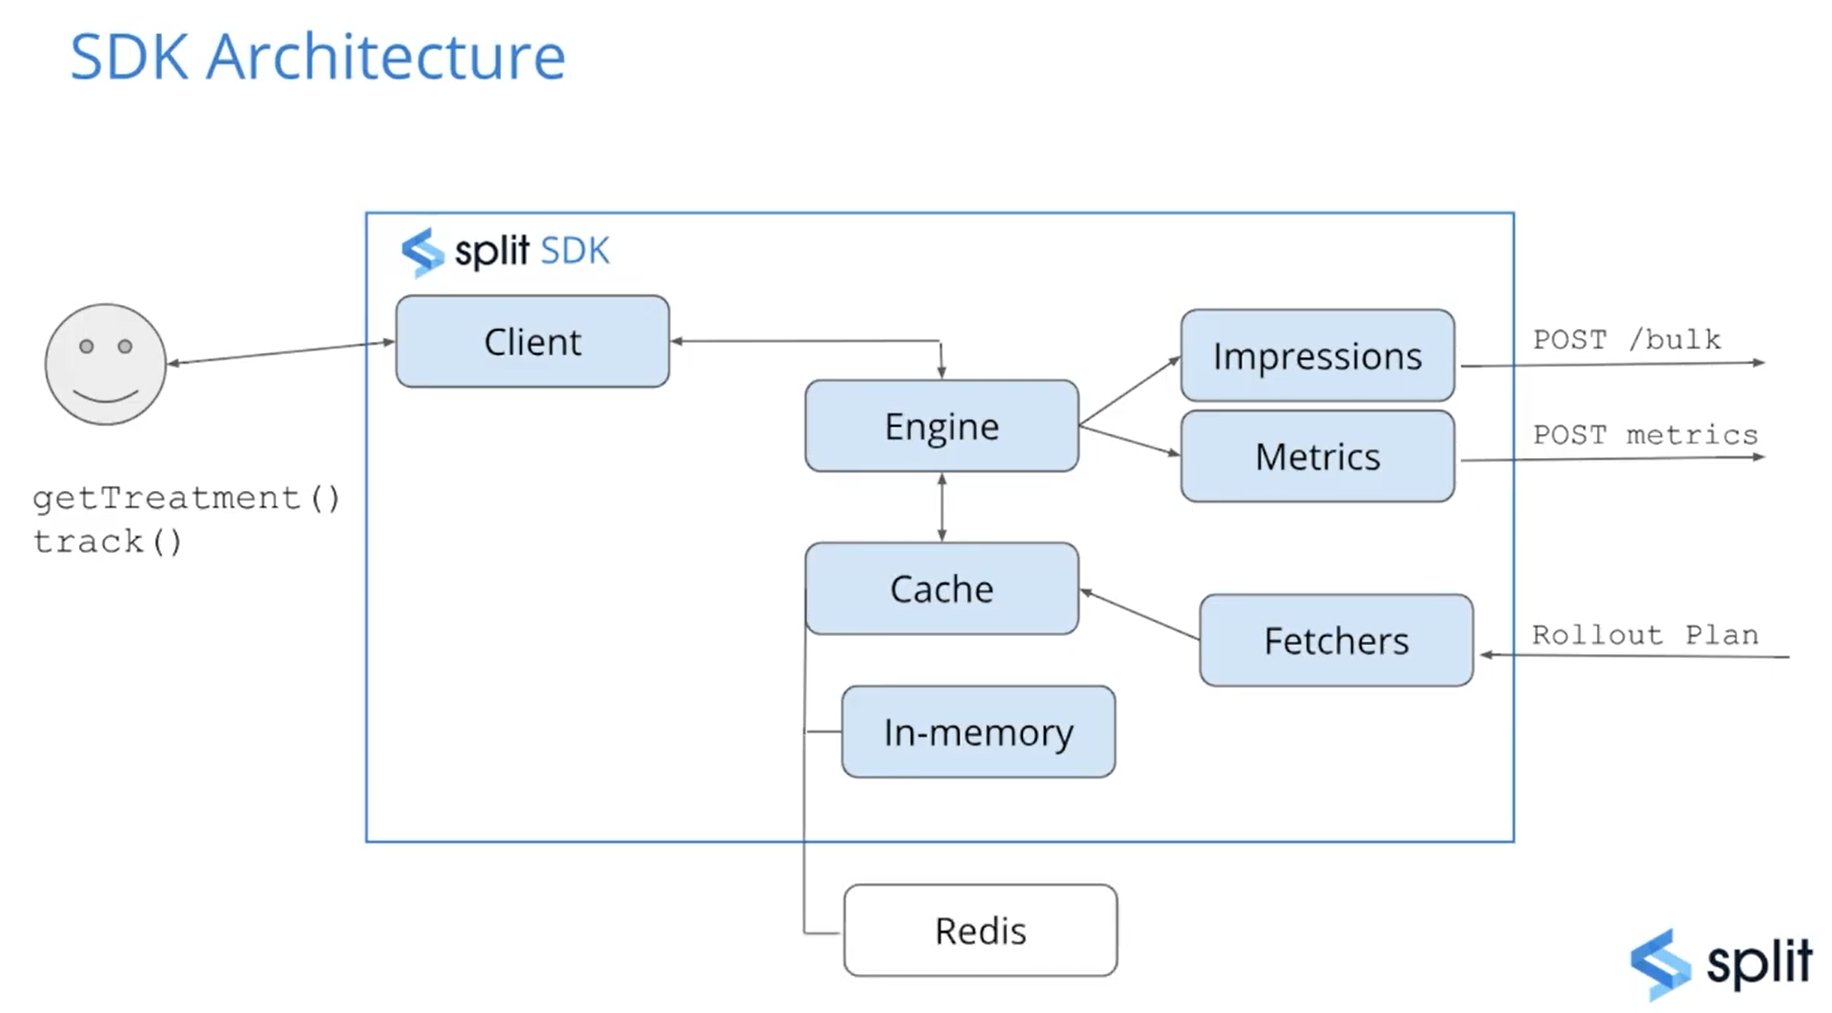 SDK Architecture
split SDK
Client
Engine
Impressions
POST /bulk
Metrics
POST metrics
getTreatment()
track()
Cache
Fetchers
Rollout Plan
In-memory
Redis
split